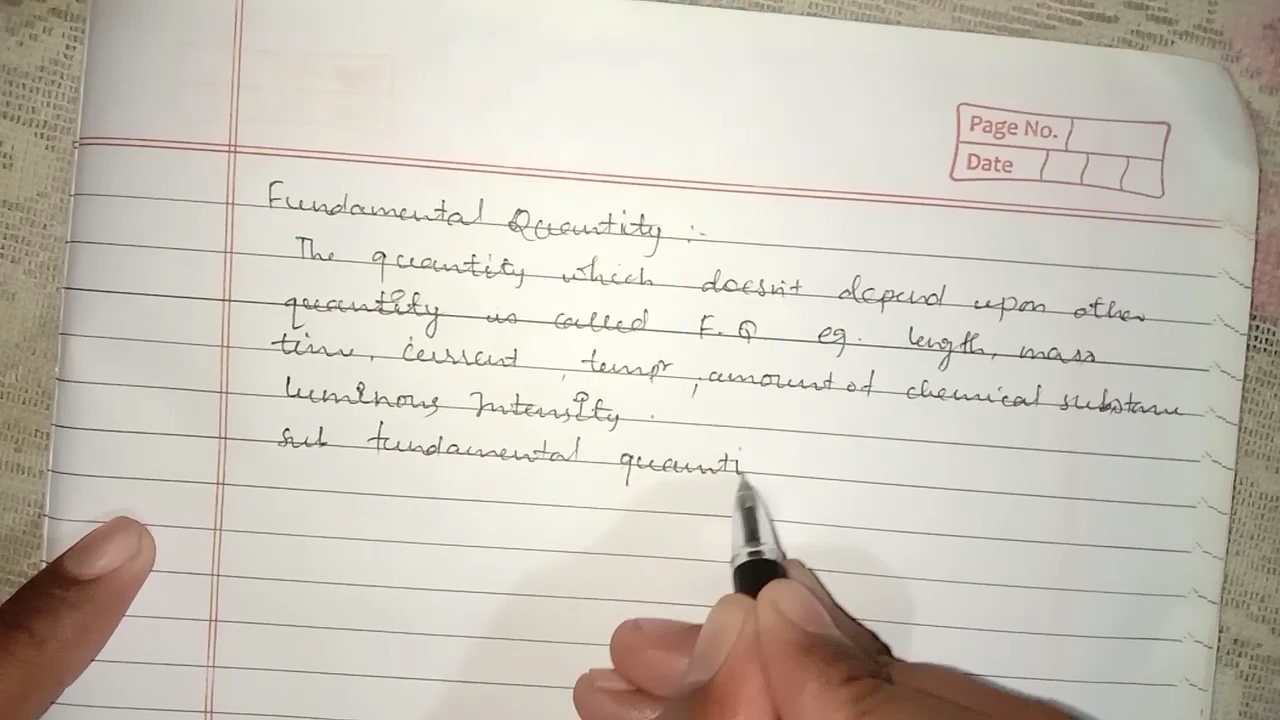 Page No.
Date
Fundamental Quantity :-
The quantity which doesn't depend upon other
quantity is called F.Q eg. length, mass
time, current, tempr, amount of chemical substance
luminous Intensity.
sub fundamental quanti